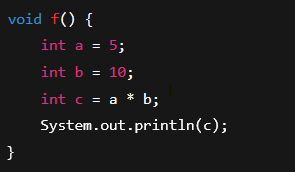 void f() {
    int a = 5;
    int b = 10;
    int c = a * b;
    System.out.println(c);
}